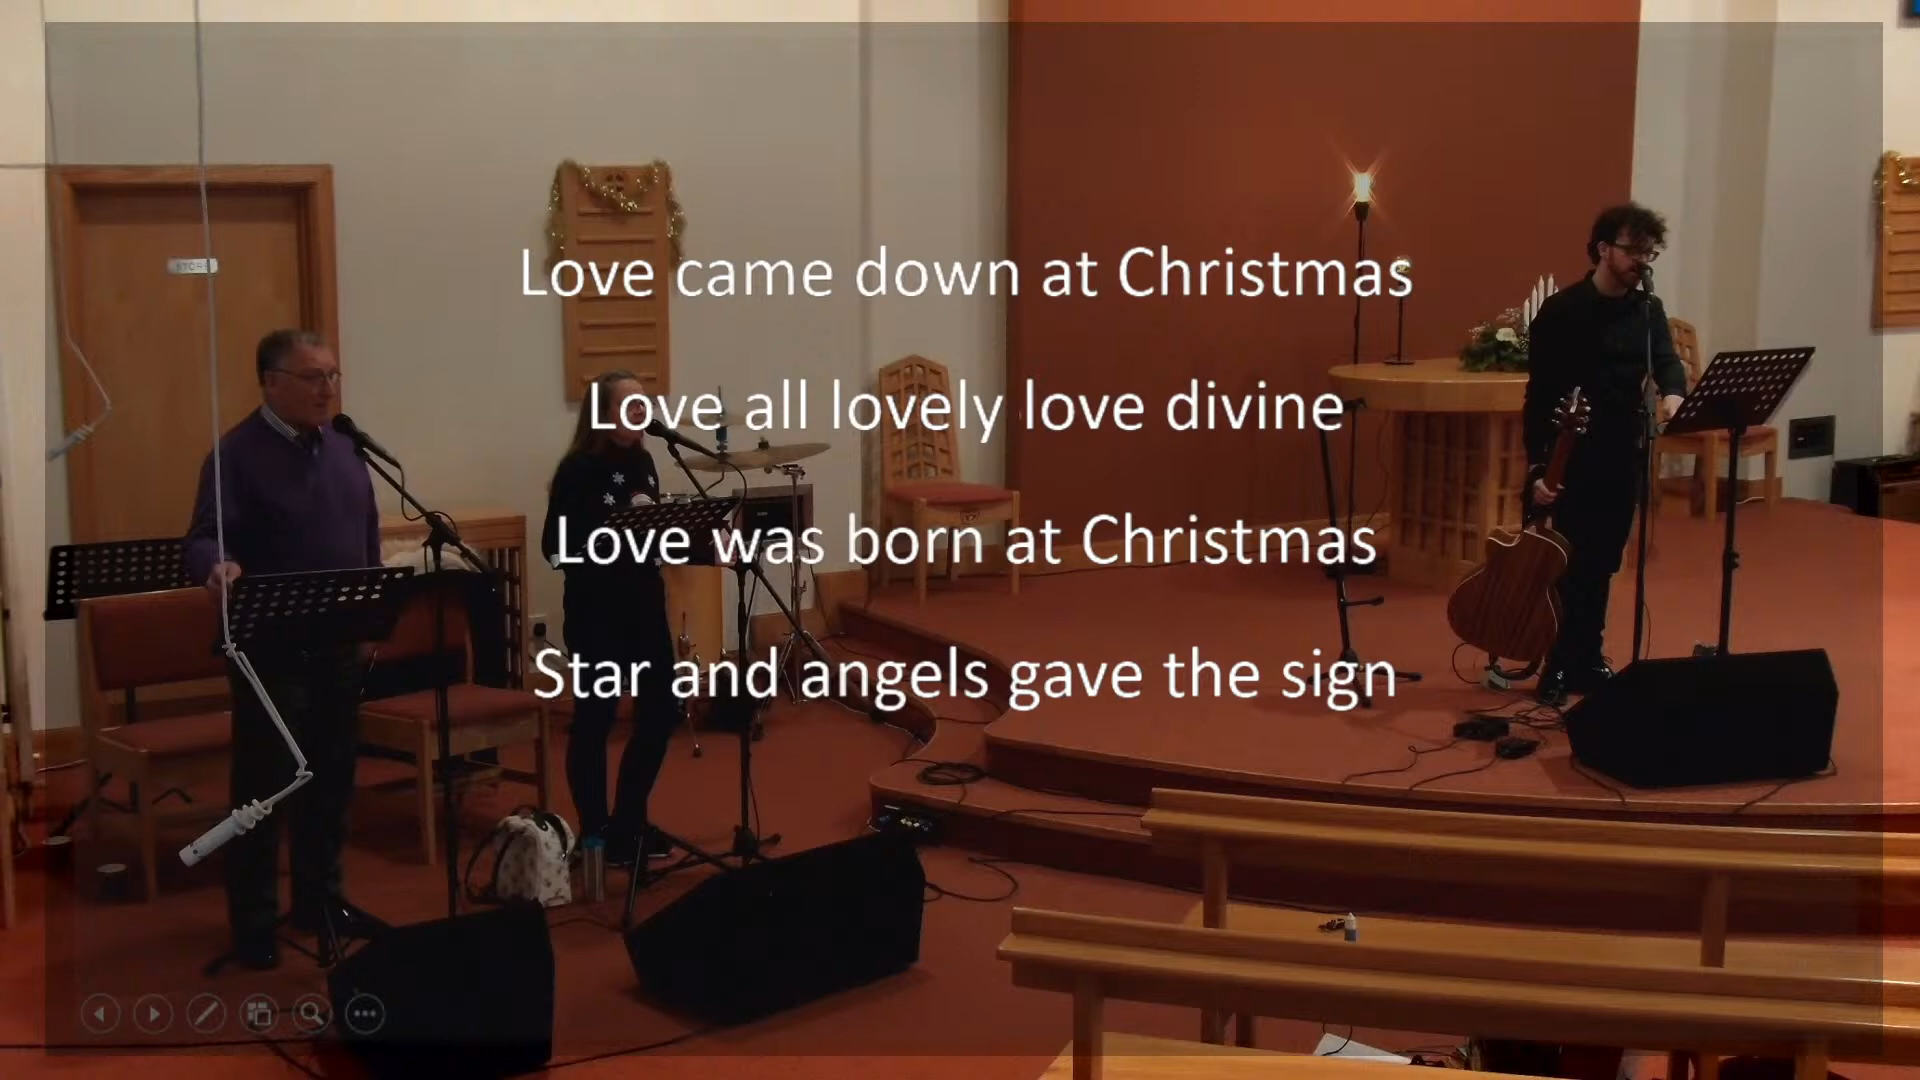 STORE
Love came down at Christmas
Love all lovely love divine
Love was born at Christmas
Star and angels gave the sign